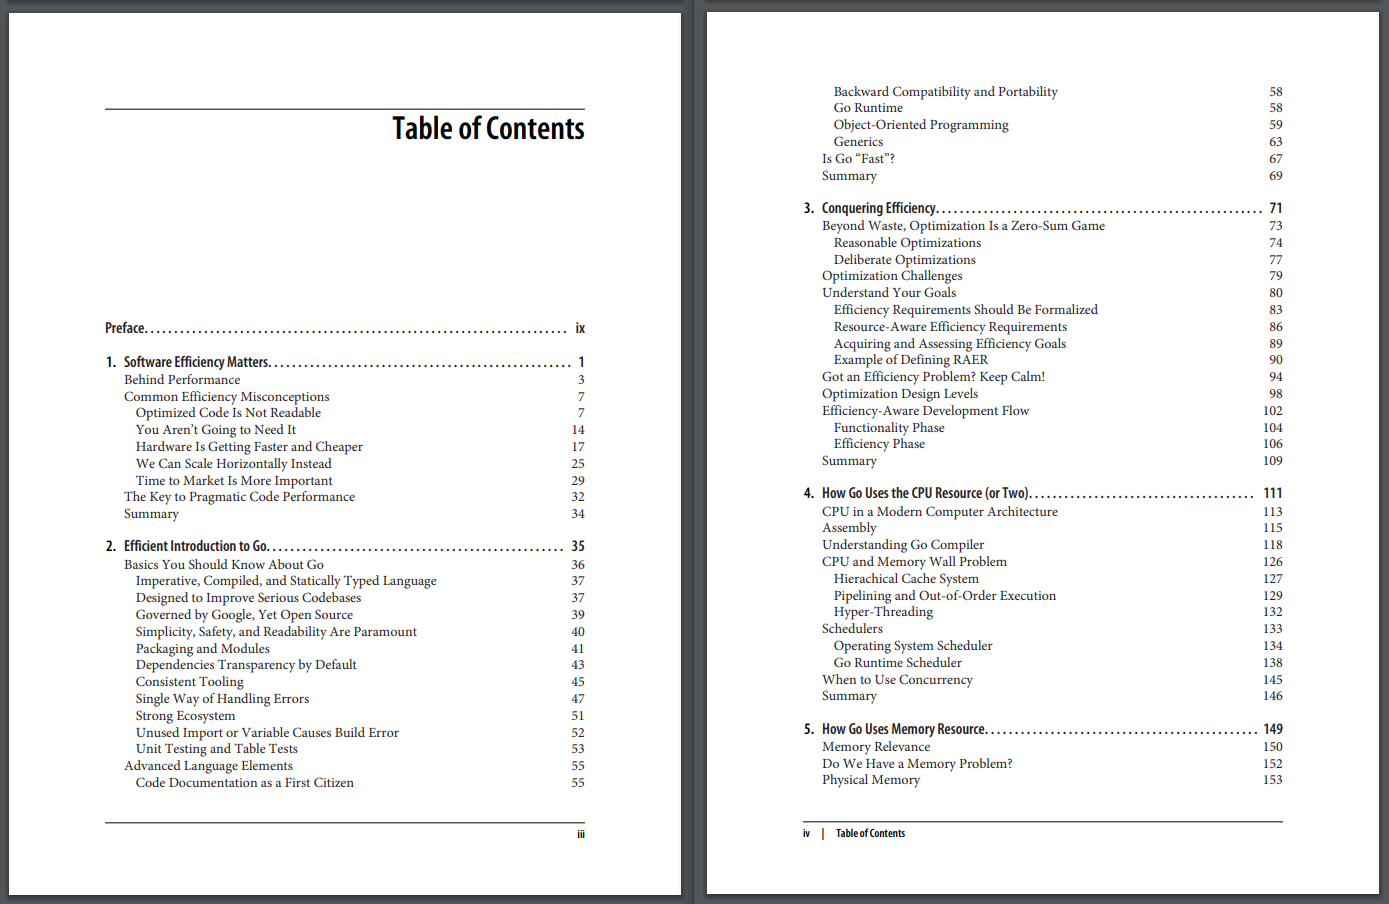 Table of Contents
Preface. . . . . . . . . . . . . . . . . . . . . . . . . . . . . . . . . . . . . . . . . . . . . . . . . . . . . . . . . . . . . . . . . . . . . . . . ix
1. Software Efficiency Matters. . . . . . . . . . . . . . . . . . . . . . . . . . . . . . . . . . . . . . . . . . . . . . . . . . . . 1
Behind Performance 3
Common Efficiency Misconceptions 7
Optimized Code Is Not Readable 7
You Aren’t Going to Need It 14
Hardware Is Getting Faster and Cheaper 17
We Can Scale Horizontally Instead 25
Time to Market Is More Important 29
The Key to Pragmatic Code Performance 32
Summary 34
2. Efficient Introduction to Go. . . . . . . . . . . . . . . . . . . . . . . . . . . . . . . . . . . . . . . . . . . . . . . . . . . 35
Basics You Should Know About Go 36
Imperative, Compiled, and Statically Typed Language 37
Designed to Improve Serious Codebases 37
Governed by Google, Yet Open Source 39
Simplicity, Safety, and Readability Are Paramount 40
Packaging and Modules 41
Dependencies Transparency by Default 43
Consistent Tooling 45
Single Way of Handling Errors 47
Strong Ecosystem 51
Unused Import or Variable Causes Build Error 52
Unit Testing and Table Tests 53
Advanced Language Elements 55
Code Documentation as a First Citizen 55
iii
Backward Compatibility and Portability 58
Go Runtime 58
Object-Oriented Programming 59
Generics 63
Is Go “Fast”? 67
Summary 69
3. Conquering Efficiency. . . . . . . . . . . . . . . . . . . . . . . . . . . . . . . . . . . . . . . . . . . . . . . . . . . . . . . . 71
Beyond Waste, Optimization Is a Zero-Sum Game 73
Reasonable Optimizations 74
Deliberate Optimizations 77
Optimization Challenges 79
Understand Your Goals 80
Efficiency Requirements Should Be Formalized 83
Resource-Aware Efficiency Requirements 86
Acquiring and Assessing Efficiency Goals 89
Example of Defining RAER 90
Got an Efficiency Problem? Keep Calm! 94
Optimization Design Levels 98
Efficiency-Aware Development Flow 102
Functionality Phase 104
Efficiency Phase 106
Summary 109
4. How Go Uses the CPU Resource (or Two). . . . . . . . . . . . . . . . . . . . . . . . . . . . . . . . . . . . . . 111
CPU in a Modern Computer Architecture 113
Assembly 115
Understanding Go Compiler 118
CPU and Memory Wall Problem 126
Hierachical Cache System 127
Pipelining and Out-of-Order Execution 129
Hyper-Threading 132
Schedulers 133
Operating System Scheduler 134
Go Runtime Scheduler 138
When to Use Concurrency 145
Summary 146
5. How Go Uses Memory Resource. . . . . . . . . . . . . . . . . . . . . . . . . . . . . . . . . . . . . . . . . . . . . . 149
Memory Relevance 150
Do We Have a Memory Problem? 152
Physical Memory 153
iv | Table of Contents